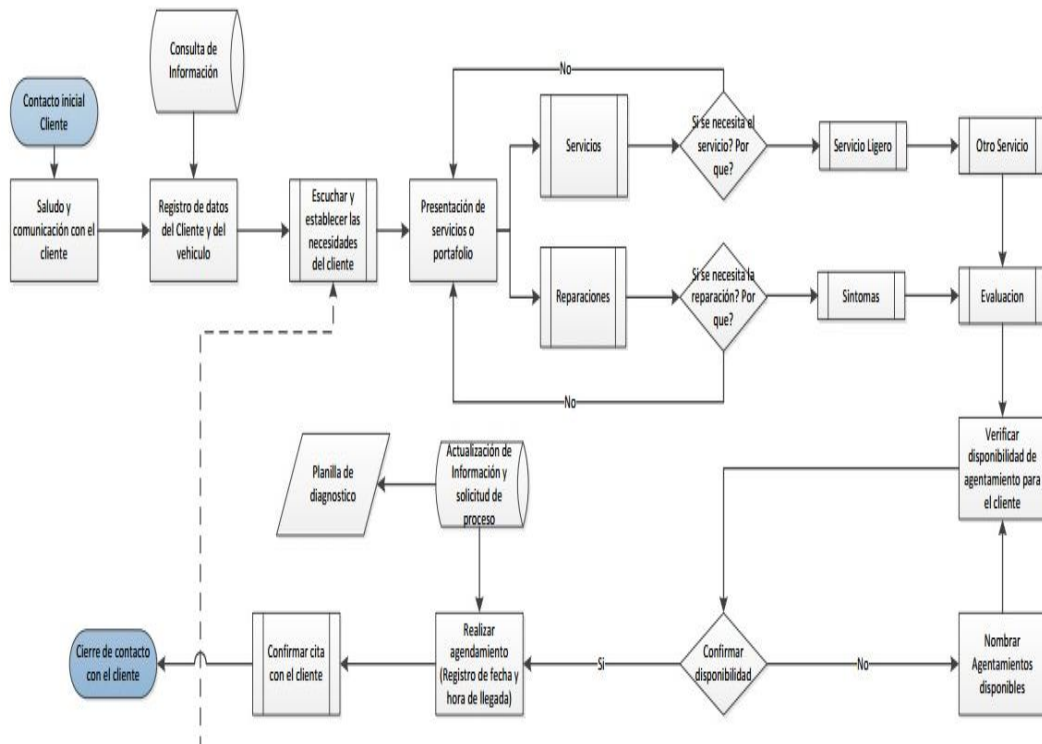 Consulta de
Información
Contacto inicial
Cliente
Saludo y
comunicación con el
cliente
Registro de datos
del Cliente y del
vehiculo
Escuchar y
establecer las
necesidades
del cliente
Presentación de
servicios o
portafolio
No
Servicios
Si se necesita el
servicio? Por
que?
Servicio Ligero
Otro Servicio
Reparaciones
Si se necesita la
reparación? Por
que?
Sintomas
Evaluacion
No
Planilla de
diagnostico
Actualización de
Información y
solicitud de
proceso
Verificar
disponibilidad de
agentamiento para
el cliente
Cierre de contacto
con el cliente
Confirmar cita
con el cliente
Realizar
agendamiento
(Registro de fecha y
hora de llegada)
Si
Confirmar
disponibilidad
No
Nombrar
Agentamientos
disponibles